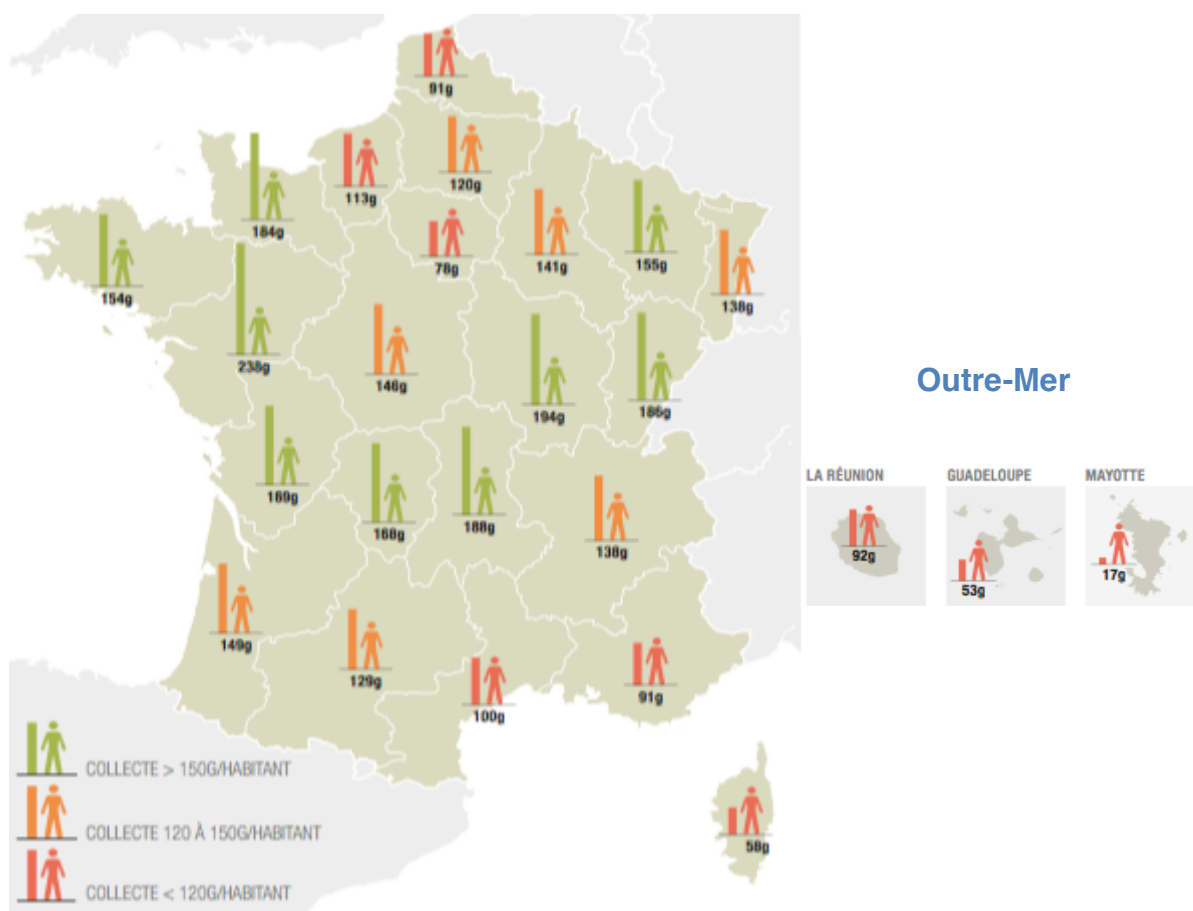 91g
120g
113g
184g
78g
141g
155g
154g
138g
238g
146g
194g
186g
169g
168g
188g
138g
149g
129g
100g
91g
58g
COLLECTE > 150G/HABITANT
COLLECTE 120 À 150G/HABITANT
COLLECTE < 120G/HABITANT
Outre-Mer
LA RÉUNION
92g
GUADELOUPE
53g
MAYOTTE
17g